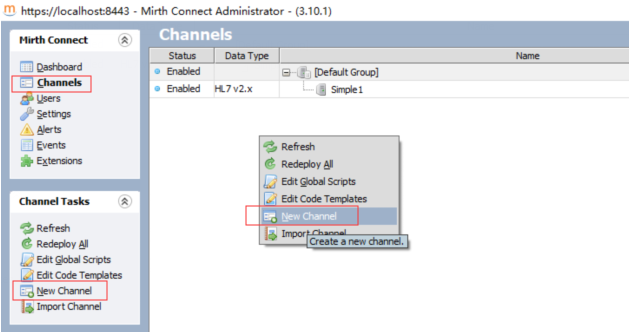 https://localhost:8443 - Mirth Connect Administrator - (3.10.1)
Mirth Connect
Dashboard
Channels
Users
Settings
Alerts
Events
Extensions
Channel Tasks
Refresh
Redeploy All
Edit Global Scripts
Edit Code Templates
New Channel
Import Channel
Channels
Status Data Type Name
Enabled [Default Group]
Enabled HL7 v2.x Simple1
Refresh
Redeploy All
Edit Global Scripts
Edit Code Templates
New Channel
Import Channel
Create a new channel.